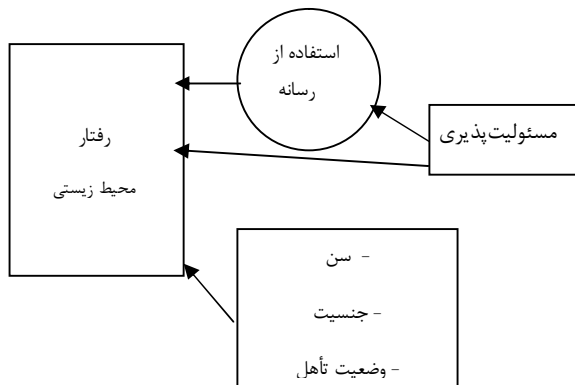 استفاده از
رسانه
مسئولیت‌پذیری
رفتار
محیط زیستی
- سن
- جنسیت
- وضعیت تأهل